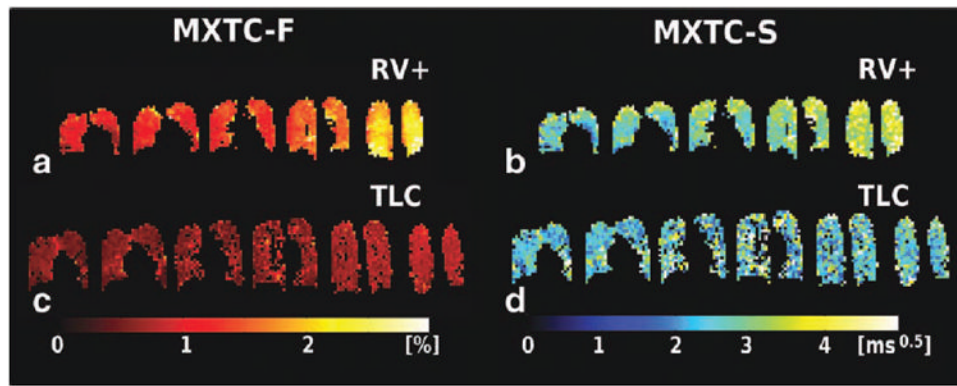 MXTC-F
MXTC-S
RV+
RV+
a
b
TLC
TLC
c
d
0 1 2 [%]
0 1 2 3 4 [ms^0.5]